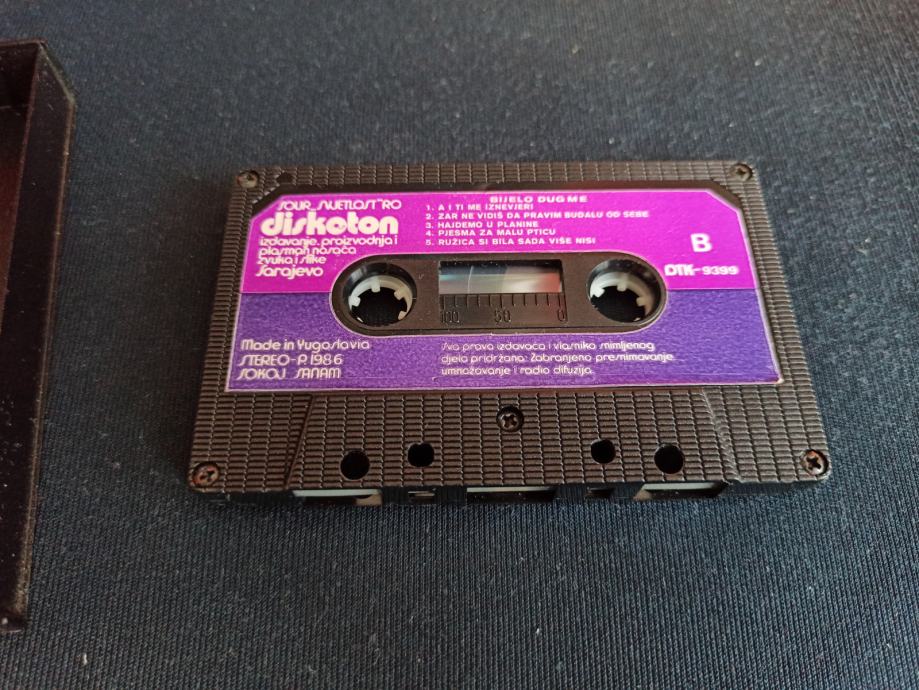 SOUR „SVJETLOST" RO
diskoton
izdavanje, proizvodnja i
plasman nosača
zvuka i slike
Sarajevo
BIJELO DUGME
1. A I TI ME IZNEVJERI
2. ZAR NE VIDIŠ DA PRAVIM BUDALU OD SEBE
3. HAJDEMO U PLANINE
4. PJESMA ZA MALU PTICU
5. RUŽICA SI BILA SADA VIŠE NISI
B
DTK-9399
100 50 0
Made in Yugoslavia
STEREO-P. 1986
SOKOJ SANAM
Sva prava izdavača i vlasnika snimljenog
djela pridržana. Zabranjeno presnimavanje,
umnožavanje i radio difuzija.